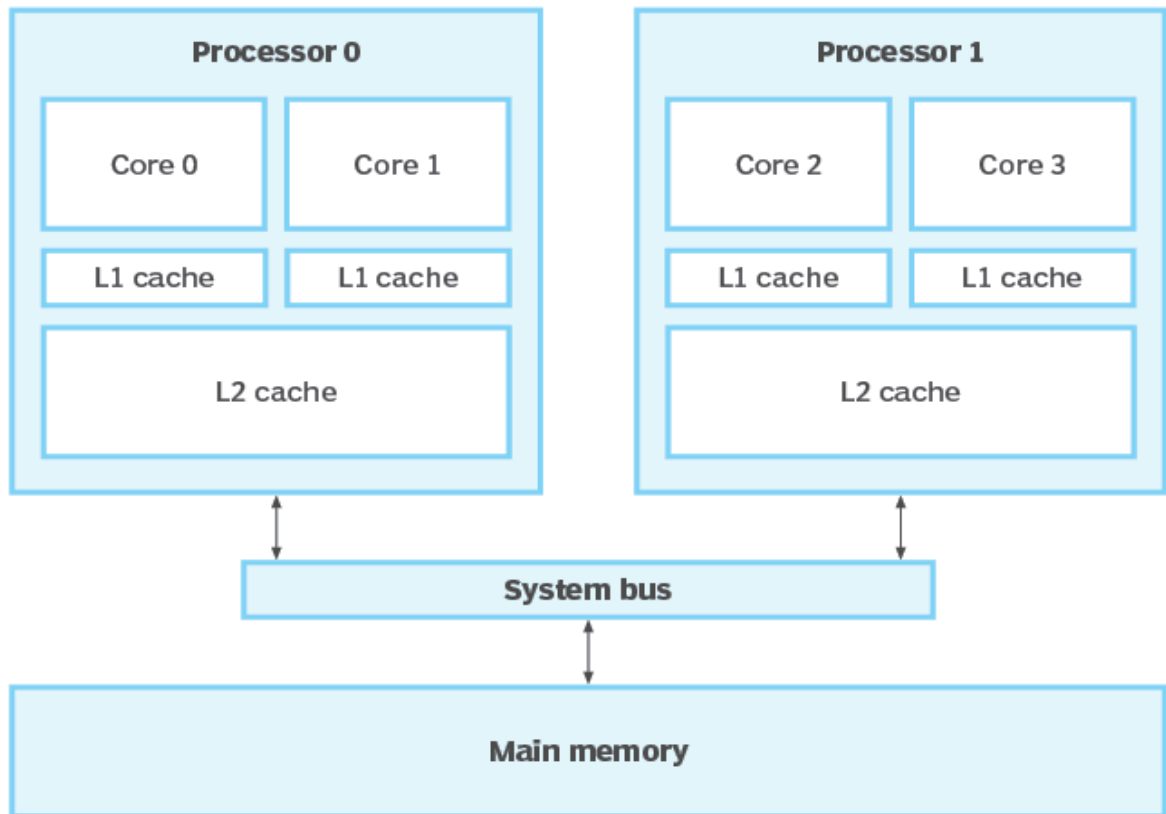 Processor 0
Core 0
Core 1
L1 cache
L1 cache
L2 cache
Processor 1
Core 2
Core 3
L1 cache
L1 cache
L2 cache
System bus
Main memory